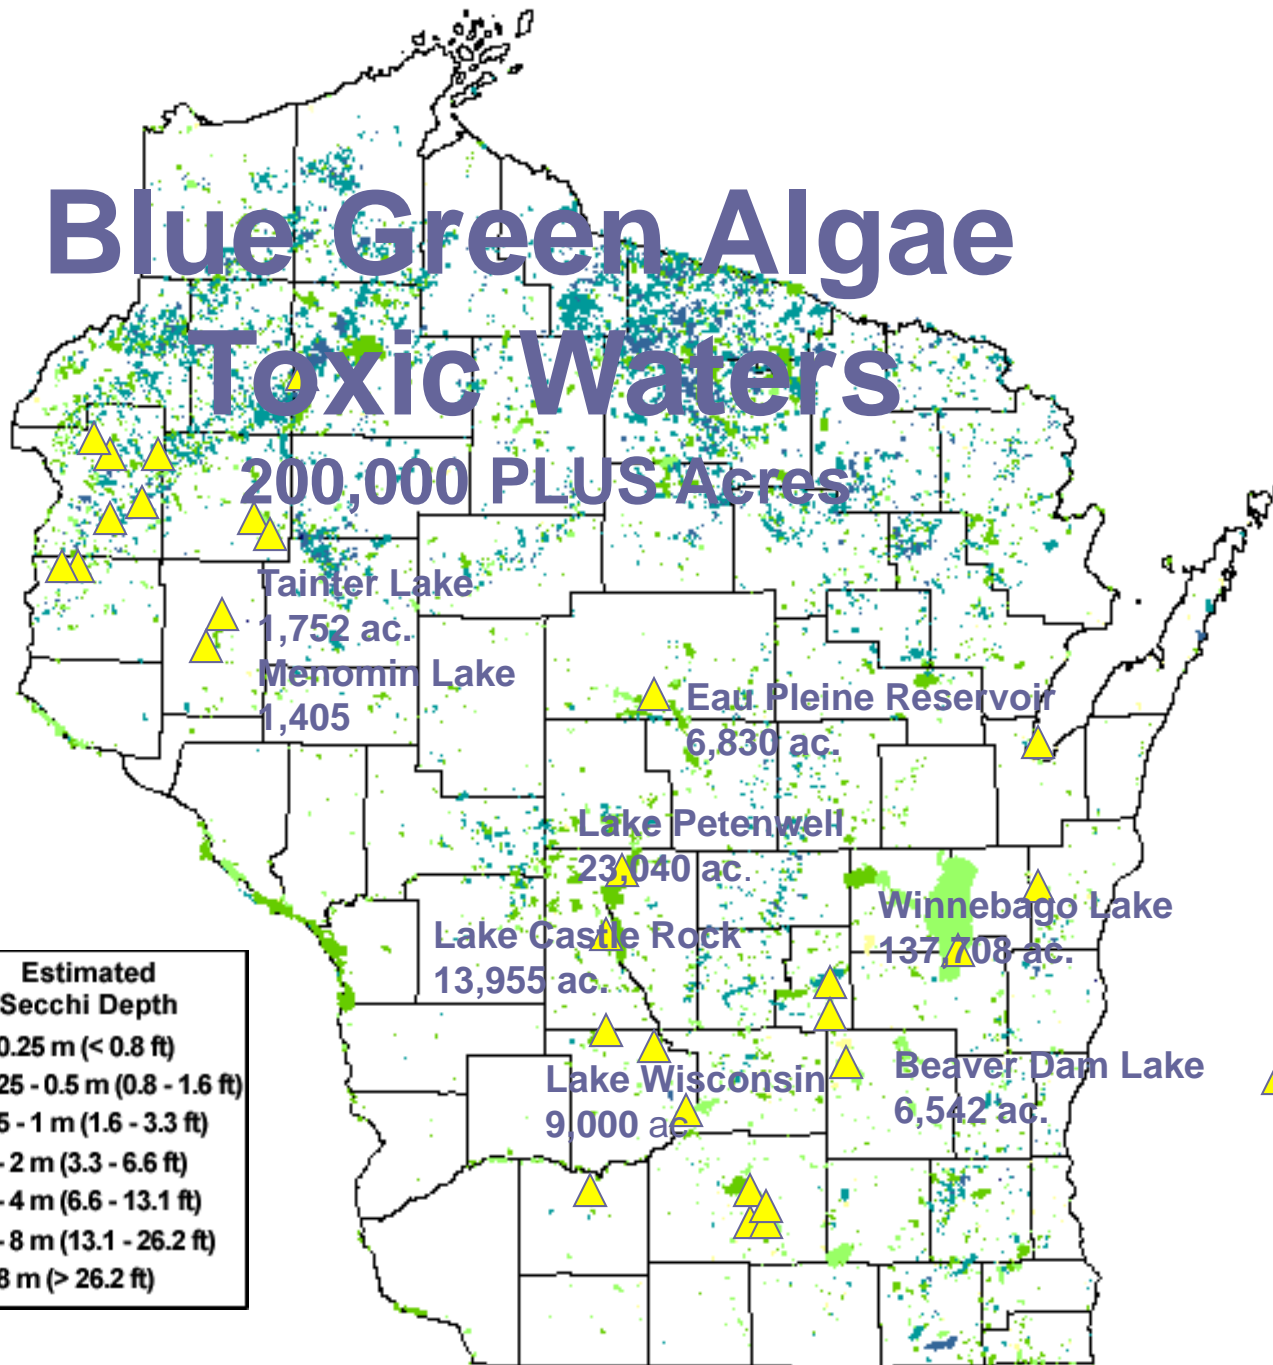 Blue Green Algae
Toxic Waters
200,000 PLUS Acres
Tainter Lake
1,752 ac.
Menomin Lake
1,405
Eau Pleine Reservoir
6,830 ac.
Lake Petenwell
23,040 ac.
Winnebago Lake
137,708 ac.
Lake Castle Rock
13,955 ac.
Lake Wisconsin
9,000 ac
Beaver Dam Lake
6,542 ac.
Estimated
Secchi Depth
0.25 m (< 0.8 ft)
25 - 0.5 m (0.8 - 1.6 ft)
5 - 1 m (1.6 - 3.3 ft)
- 2 m (3.3 - 6.6 ft)
- 4 m (6.6 - 13.1 ft)
- 8 m (13.1 - 26.2 ft)
8 m (> 26.2 ft)